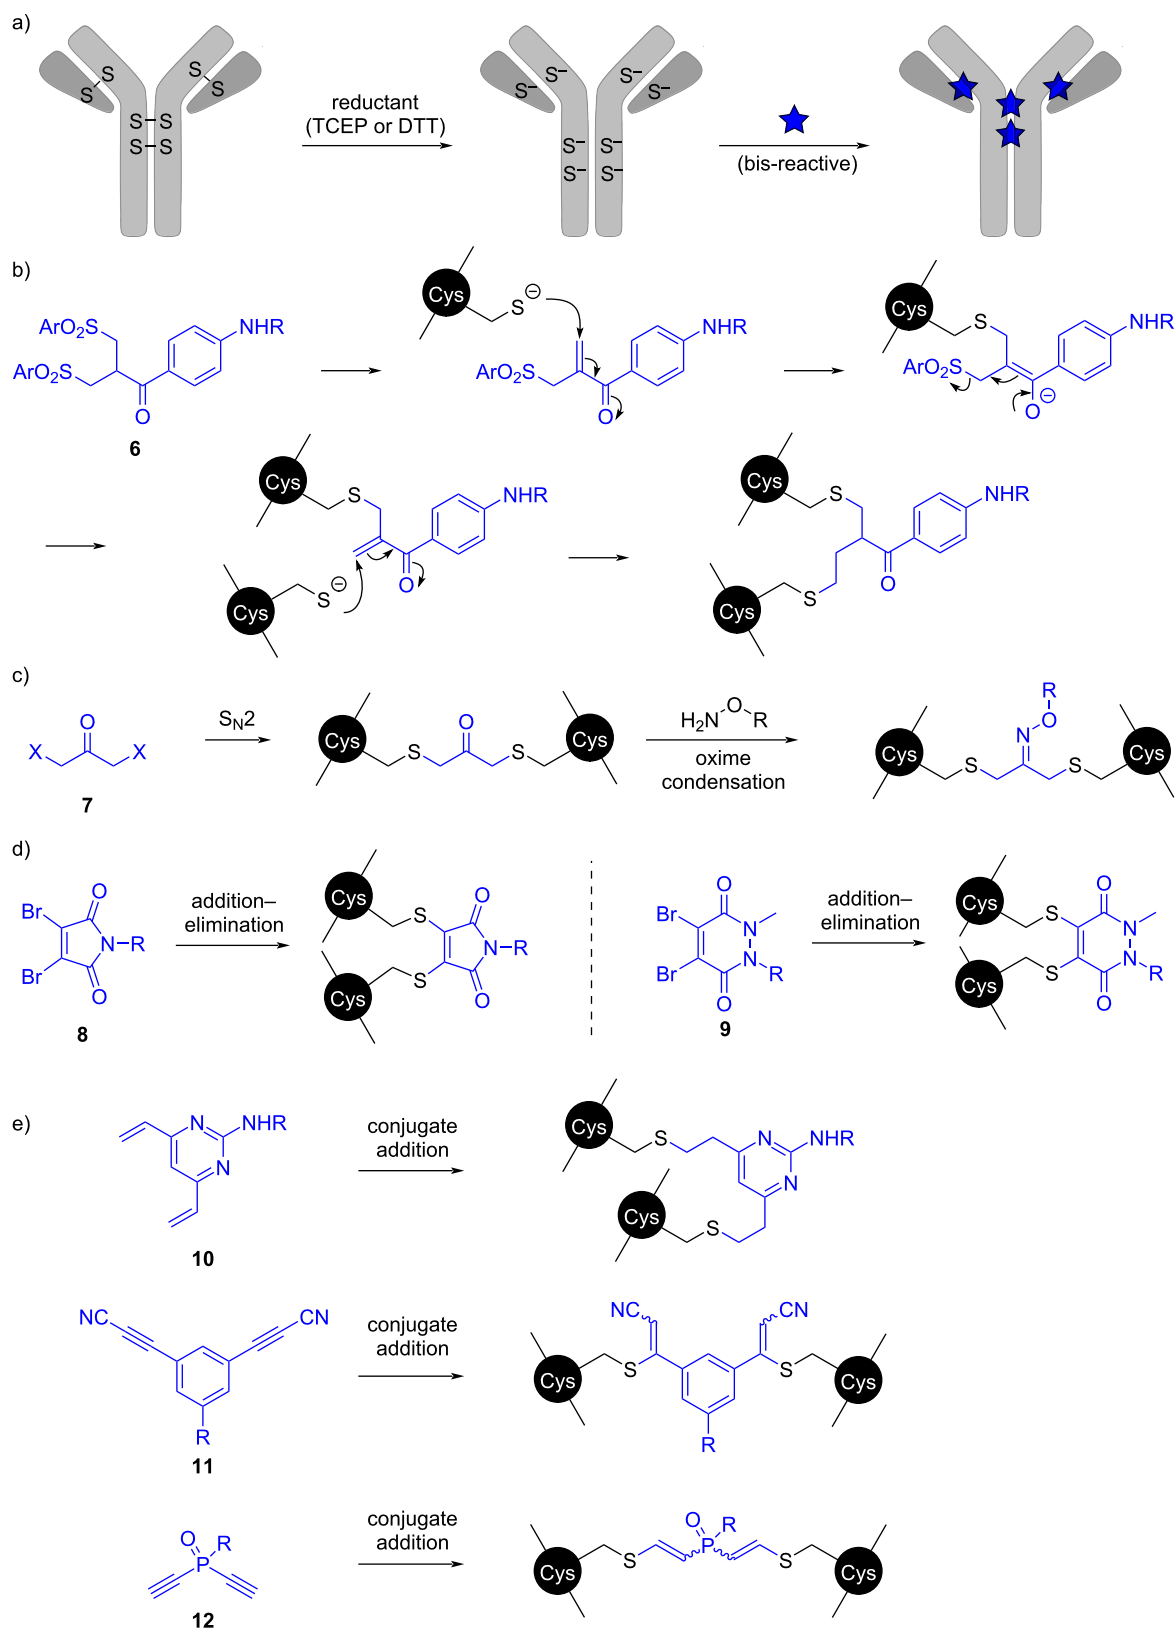 a)
S S
S S
S–S
S–S
reductant
(TCEP or DTT)
S– S–
S– S–
S– S–
S– S–
(bis-reactive)
b)
ArO2S
ArO2S
O
NHR
6
Cys
S ⊖
ArO2S
O
NHR
Cys
S
ArO2S
O ⊖
NHR
Cys
S
O
NHR
Cys
S ⊖
Cys
S
O
NHR
Cys
S
c)
X
O
X
7
SN2
Cys
S
O
S
Cys
H2N
O
R
oxime
condensation
R
O
N
Cys
S
S
Cys
d)
Br
Br
O
N–R
O
8
addition–
elimination
Cys
S
Cys
S
O
N–R
O
Br
Br
O
N
N
R
O
9
addition–
elimination
Cys
S
Cys
S
O
N
N
R
O
e)
N
N
NHR
10
conjugate
addition
Cys
S
N
N
NHR
Cys
S
NC
CN
R
11
conjugate
addition
NC
CN
Cys
S
S
Cys
R
O
R
P
12
conjugate
addition
O
R
P
Cys
S
S
Cys